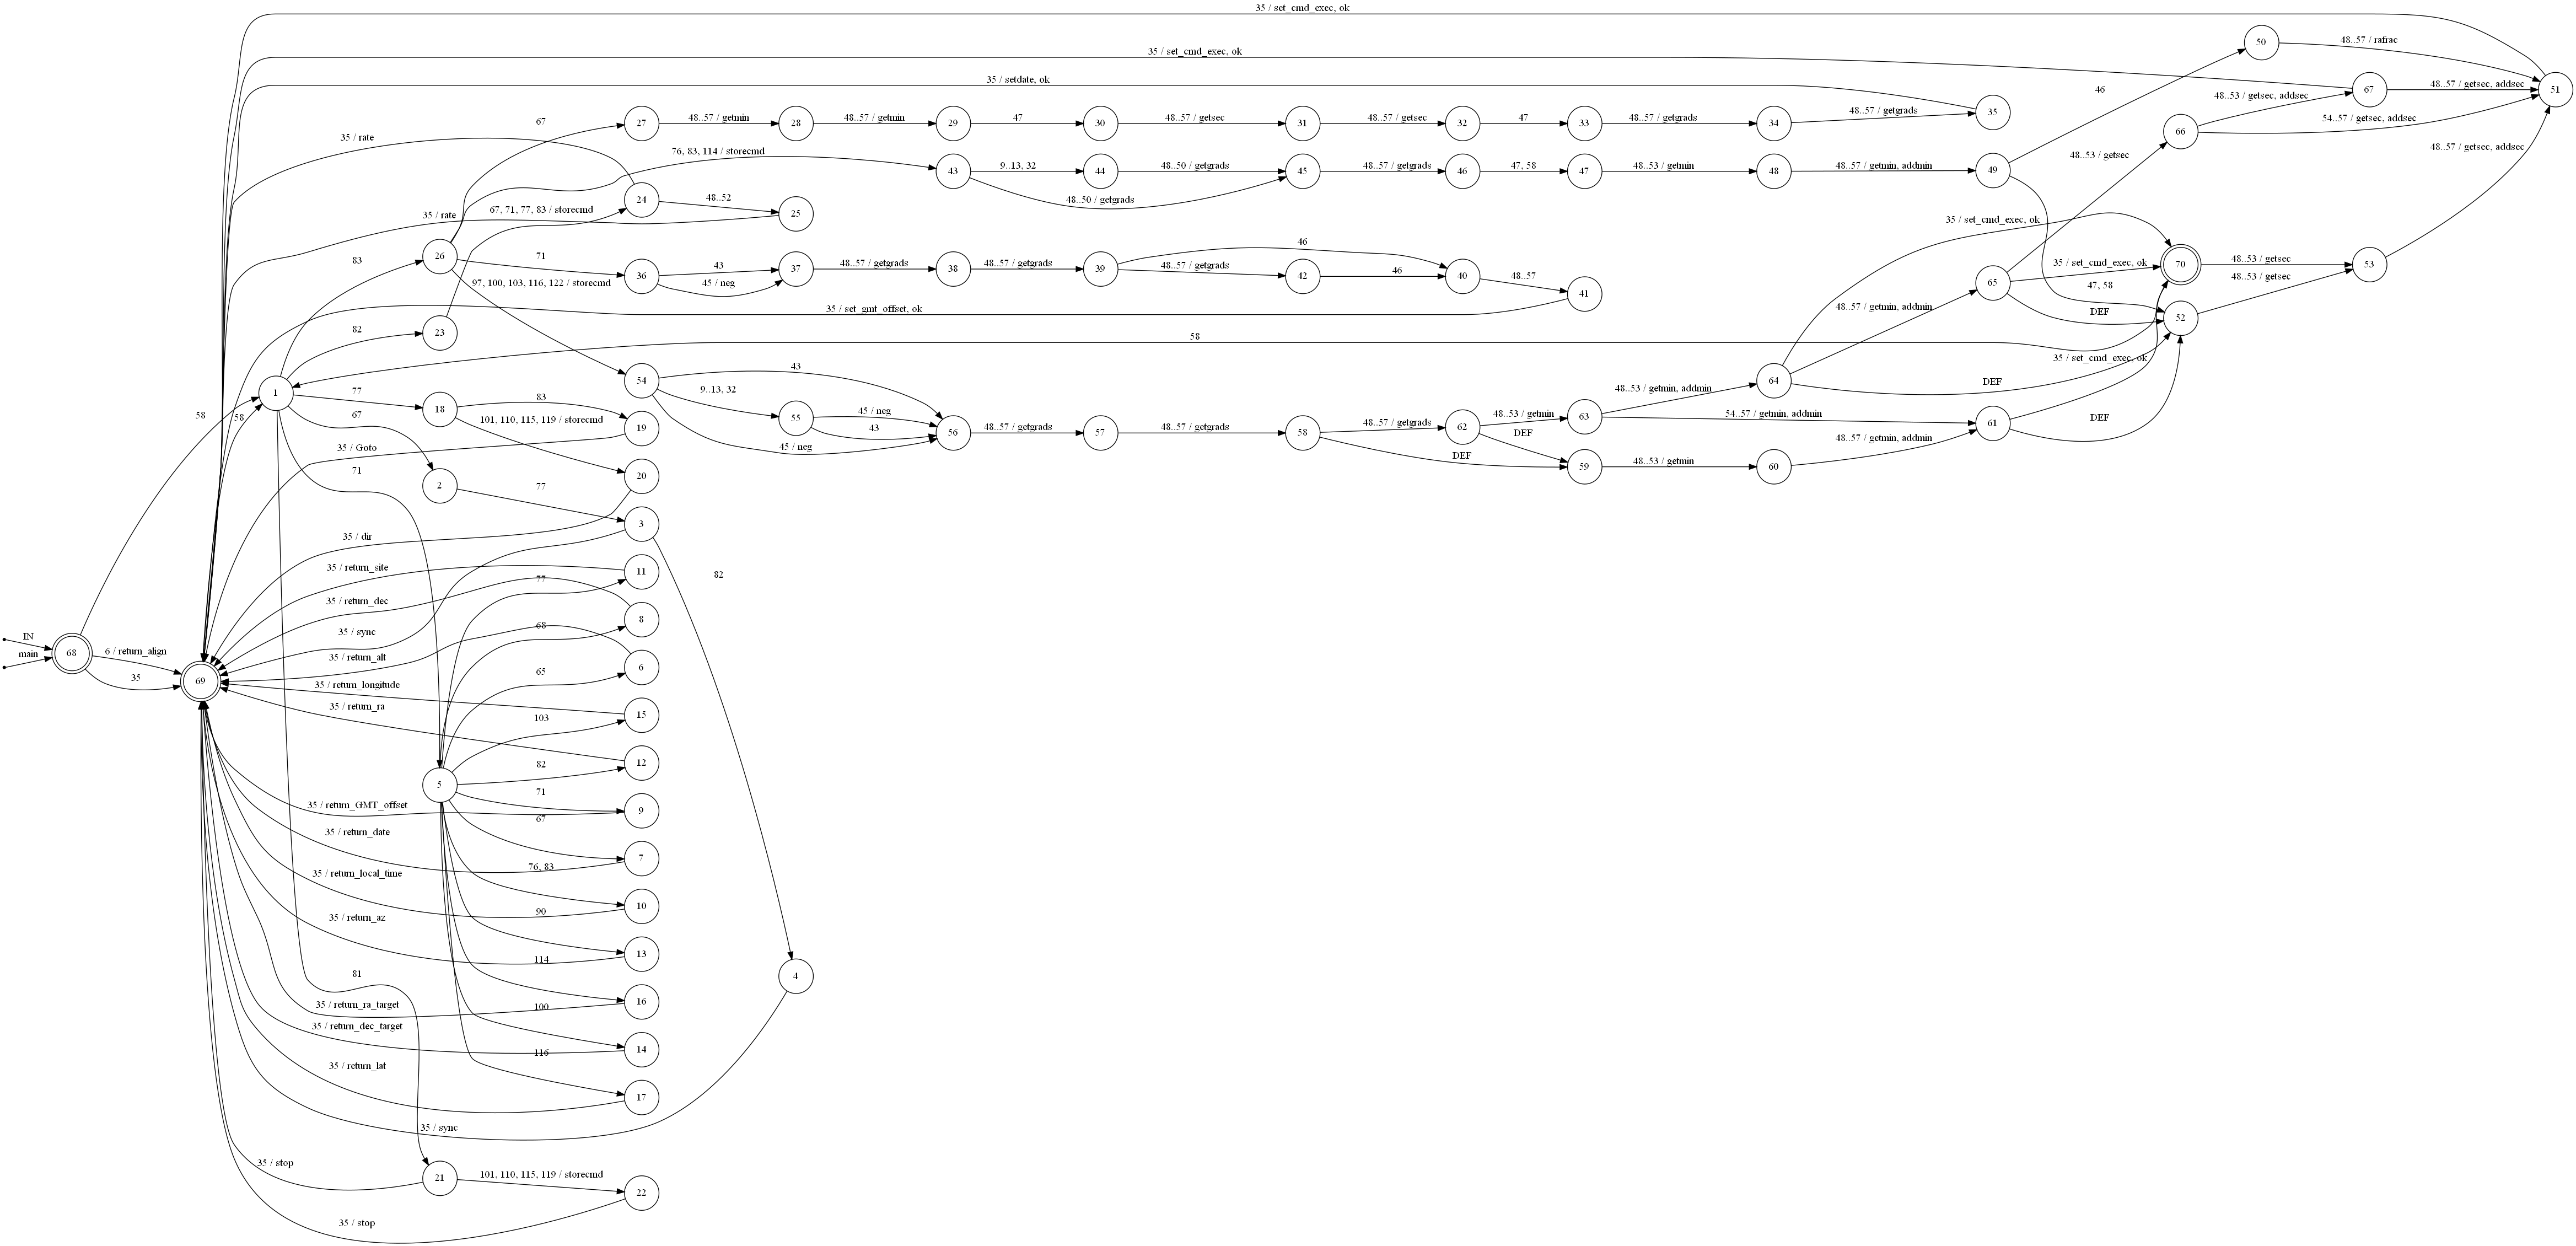 35 / set_cmd_exec, ok
35 / set_cmd_exec, ok
35 / setdate, ok
50
48..57 / rafrac
67
48..57 / getsec, addsec
51
46
48..53 / getsec, addsec
54..57 / getsec, addsec
66
48..57 / getsec, addsec
67
27
48..57 / getmin
28
48..57 / getmin
29
47
30
48..57 / getsec
31
48..57 / getsec
32
47
33
48..57 / getgrads
34
48..57 / getgrads
35
35 / rate
76, 83, 114 / storecmd
43
9..13, 32
44
48..50 / getgrads
45
48..57 / getgrads
46
47, 58
47
48..53 / getmin
48
48..57 / getmin, addmin
49
48..53 / getsec
48..50 / getgrads
24
48..52
25
35 / rate
67, 71, 77, 83 / storecmd
35 / set_cmd_exec, ok
83
26
71
36
43
45 / neg
37
48..57 / getgrads
38
48..57 / getgrads
39
46
48..57 / getgrads
42
46
40
48..57
41
97, 100, 103, 116, 122 / storecmd
35 / set_gmt_offset, ok
65
35 / set_cmd_exec, ok
47, 58
DEF
70
48..53 / getsec
48..53 / getsec
53
52
48..57 / getmin, addmin
82
23
58
35 / set_cmd_exec, ok
54
43
9..13, 32
55
45 / neg
43
45 / neg
56
48..57 / getgrads
57
48..57 / getgrads
58
48..57 / getgrads
62
48..53 / getmin
DEF
DEF
63
48..53 / getmin, addmin
64
DEF
54..57 / getmin, addmin
61
DEF
59
48..53 / getmin
60
48..57 / getmin, addmin
58
58
1
77
18
83
19
67
101, 110, 115, 119 / storecmd
35 / Goto
71
20
2
77
3
35 / dir
82
35 / return_site
77
11
35 / return_dec
8
35 / sync
68
IN
main
68
6 / return_align
35
69
35 / return_alt
65
6
35 / return_longitude
103
15
35 / return_ra
82
12
5
71
35 / return_GMT_offset
9
67
35 / return_date
7
76, 83
35 / return_local_time
10
90
35 / return_az
13
114
81
4
35 / return_ra_target
16
100
35 / return_dec_target
14
116
35 / return_lat
17
35 / sync
35 / stop
21
101, 110, 115, 119 / storecmd
22
35 / stop